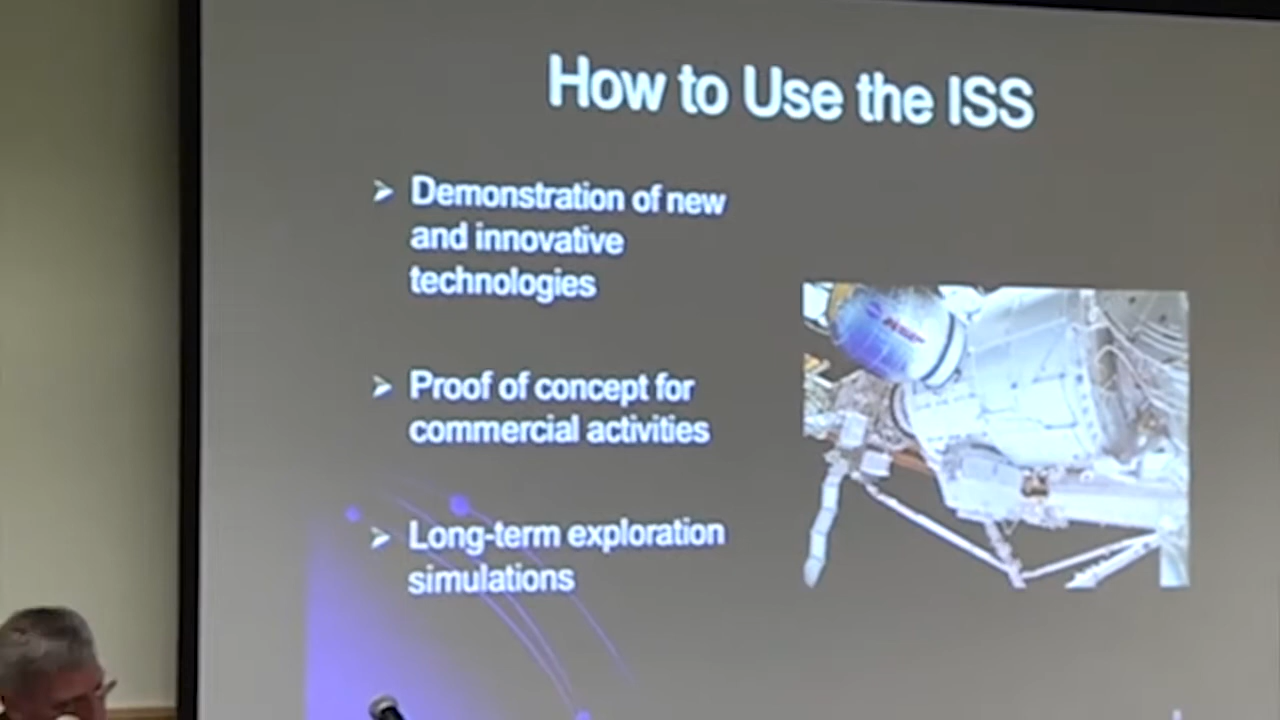 How to Use the ISS
Demonstration of new
and innovative
technologies
Proof of concept for
commercial activities
Long-term exploration
simulations